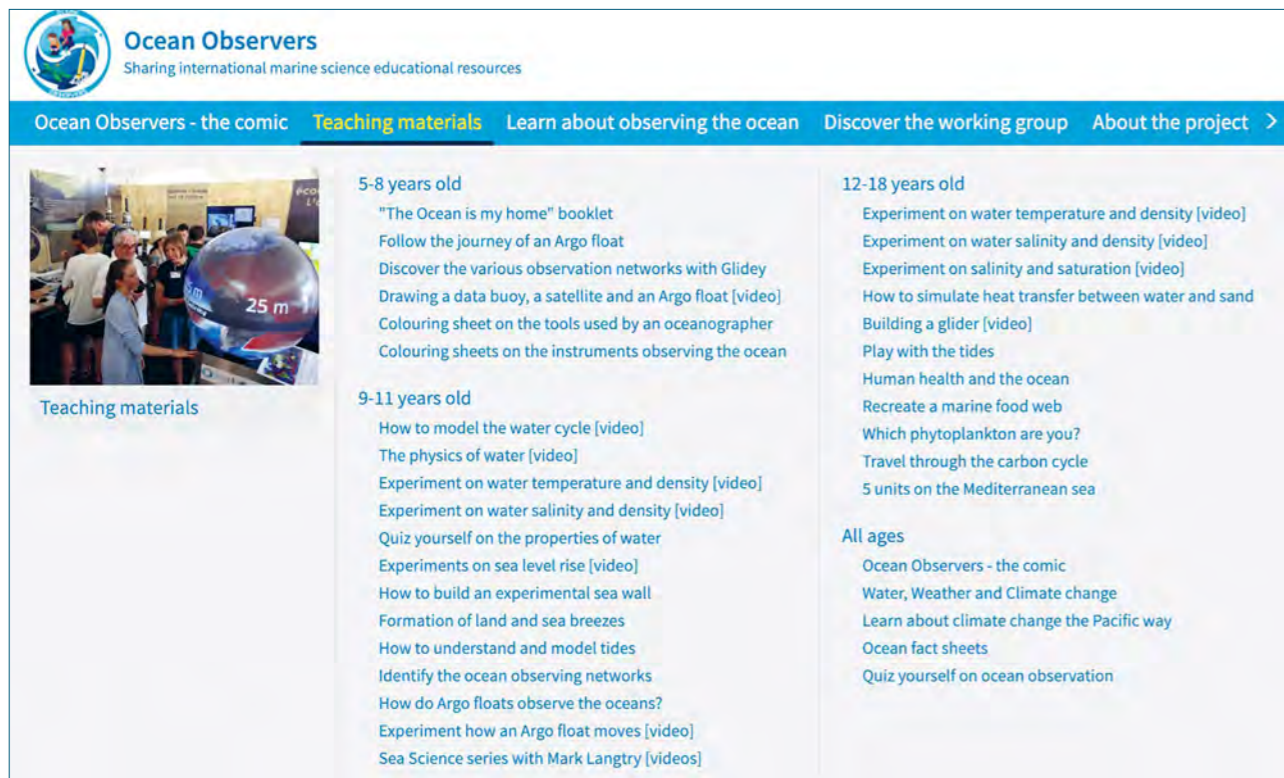 OBSERVERS
Ocean Observers
Sharing international marine science educational resources
Ocean Observers - the comic Teaching materials Learn about observing the ocean Discover the working group About the project >
25 m
Teaching materials
5-8 years old
"The Ocean is my home" booklet
Follow the journey of an Argo float
Discover the various observation networks with Glidey
Drawing a data buoy, a satellite and an Argo float [video]
Colouring sheet on the tools used by an oceanographer
Colouring sheets on the instruments observing the ocean
9-11 years old
How to model the water cycle [video]
The physics of water [video]
Experiment on water temperature and density [video]
Experiment on water salinity and density [video]
Quiz yourself on the properties of water
Experiments on sea level rise [video]
How to build an experimental sea wall
Formation of land and sea breezes
How to understand and model tides
Identify the ocean observing networks
How do Argo floats observe the oceans?
Experiment how an Argo float moves [video]
Sea Science series with Mark Langtry [videos]
12-18 years old
Experiment on water temperature and density [video]
Experiment on water salinity and density [video]
Experiment on salinity and saturation [video]
How to simulate heat transfer between water and sand
Building a glider [video]
Play with the tides
Human health and the ocean
Recreate a marine food web
Which phytoplankton are you?
Travel through the carbon cycle
5 units on the Mediterranean sea
All ages
Ocean Observers - the comic
Water, Weather and Climate change
Learn about climate change the Pacific way
Ocean fact sheets
Quiz yourself on ocean observation